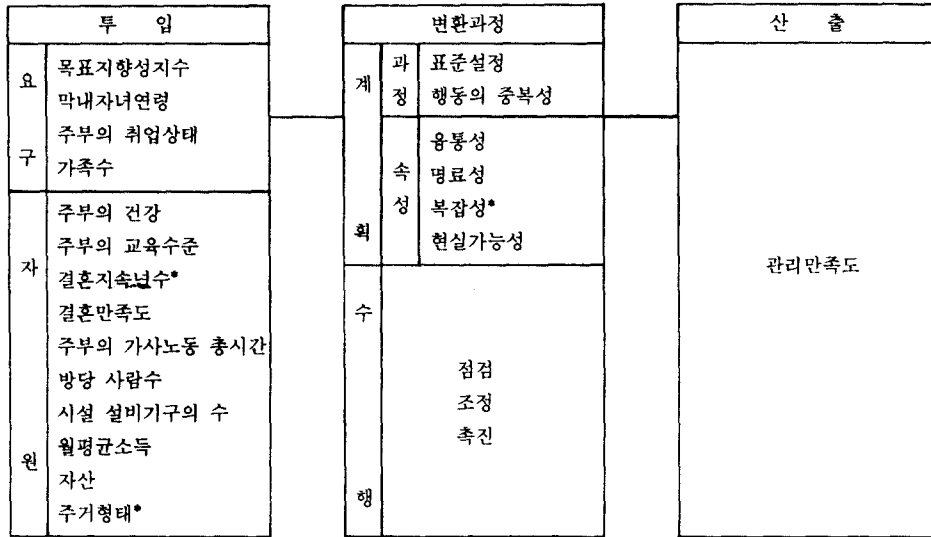 투 입
요 구
목표지향성지수
막내자녀연령
주부의 취업상태
가족수
자 원
주부의 건강
주부의 교육수준
결혼지속년수*
결혼만족도
주부의 가사노동 총시간
방당 사람수
시설 설비기구의 수
월평균소득
자산
주거형태*
변환과정
계 획
과 정
표준설정
행동의 중복성
속 성
융통성
명료성
복잡성*
현실가능성
수 행
점검
조정
촉진
산 출
관리만족도